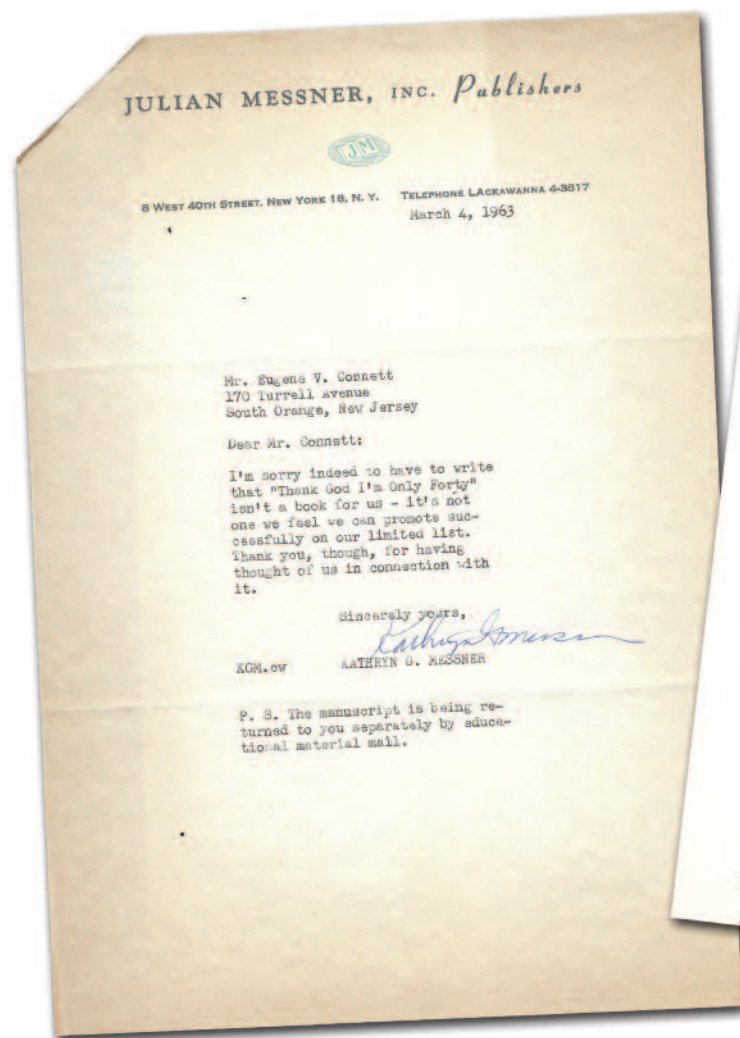 JULIAN MESSNER, INC. Publishers
JM
8 WEST 40TH STREET, NEW YORK 18, N. Y. TELEPHONE LACKAWANNA 4-3817
March 4, 1963
Mr. Eugene V. Connett
170 Turrell Avenue
South Orange, New Jersey
Dear Mr. Connett:
I'm sorry indeed to have to write
that "Thank God I'm Only Forty"
isn't a book for us - it's not
one we feel we can promote suc-
cessfully on our limited list.
Thank you, though, for having
thought of us in connection with
it.
Sincerely yours,
Kathryn G Messner
KGM.cw KATHRYN G. MESSNER
P. S. The manuscript is being re-
turned to you separately by educa-
tional material mail.